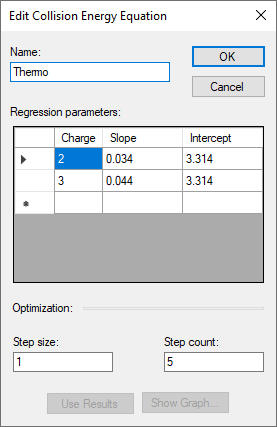 Edit Collision Energy Equation
Name:
Thermo
OK
Cancel
Regression parameters:
Charge Slope Intercept
2 0.034 3.314
3 0.044 3.314
Optimization:
Step size: Step count:
1 5
Use Results Show Graph...